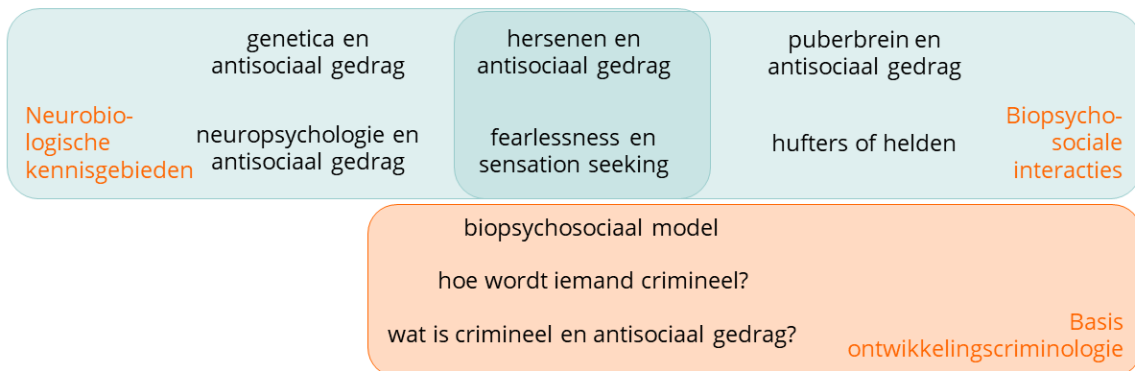 genetica en
antisociaal gedrag
hersenen en
antisociaal gedrag
puberbrein en
antisociaal gedrag
Neurobio-
logische
kennisgebieden
neuropsychologie en
antisociaal gedrag
fearlessness en
sensation seeking
hufters of helden
Biopsycho-
sociale
interacties
biopsychosociaal model
hoe wordt iemand crimineel?
wat is crimineel en antisociaal gedrag?
Basis
ontwikkelingscriminologie